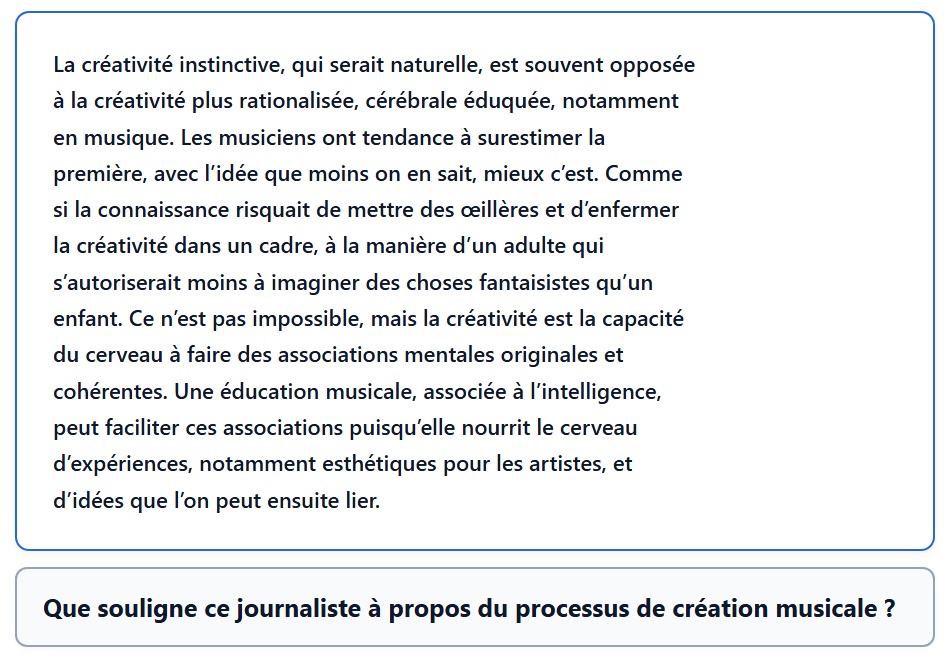 La créativité instinctive, qui serait naturelle, est souvent opposée
à la créativité plus rationalisée, cérébrale éduquée, notamment
en musique. Les musiciens ont tendance à surestimer la
première, avec l’idée que moins on en sait, mieux c’est. Comme
si la connaissance risquait de mettre des œillères et d’enfermer
la créativité dans un cadre, à la manière d’un adulte qui
s’autoriserait moins à imaginer des choses fantaisistes qu’un
enfant. Ce n’est pas impossible, mais la créativité est la capacité
du cerveau à faire des associations mentales originales et
cohérentes. Une éducation musicale, associée à l’intelligence,
peut faciliter ces associations puisqu’elle nourrit le cerveau
d’expériences, notamment esthétiques pour les artistes, et
d’idées que l’on peut ensuite lier.
Que souligne ce journaliste à propos du processus de création musicale ?